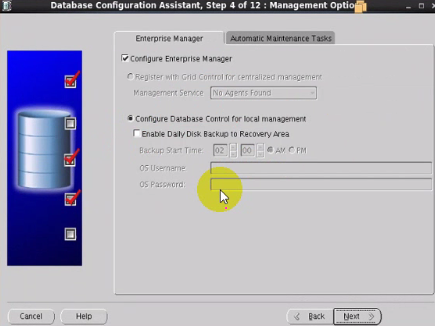 Database Configuration Assistant, Step 4 of 12 : Management Optio
Enterprise Manager
Automatic Maintenance Tasks
Configure Enterprise Manager
Register with Grid Control for centralized management
Management Service No Agents Found
Configure Database Control for local management
Enable Daily Disk Backup to Recovery Area
Backup Start Time: 02 00 AM PM
OS Username:
OS Password:
Cancel Help Back Next